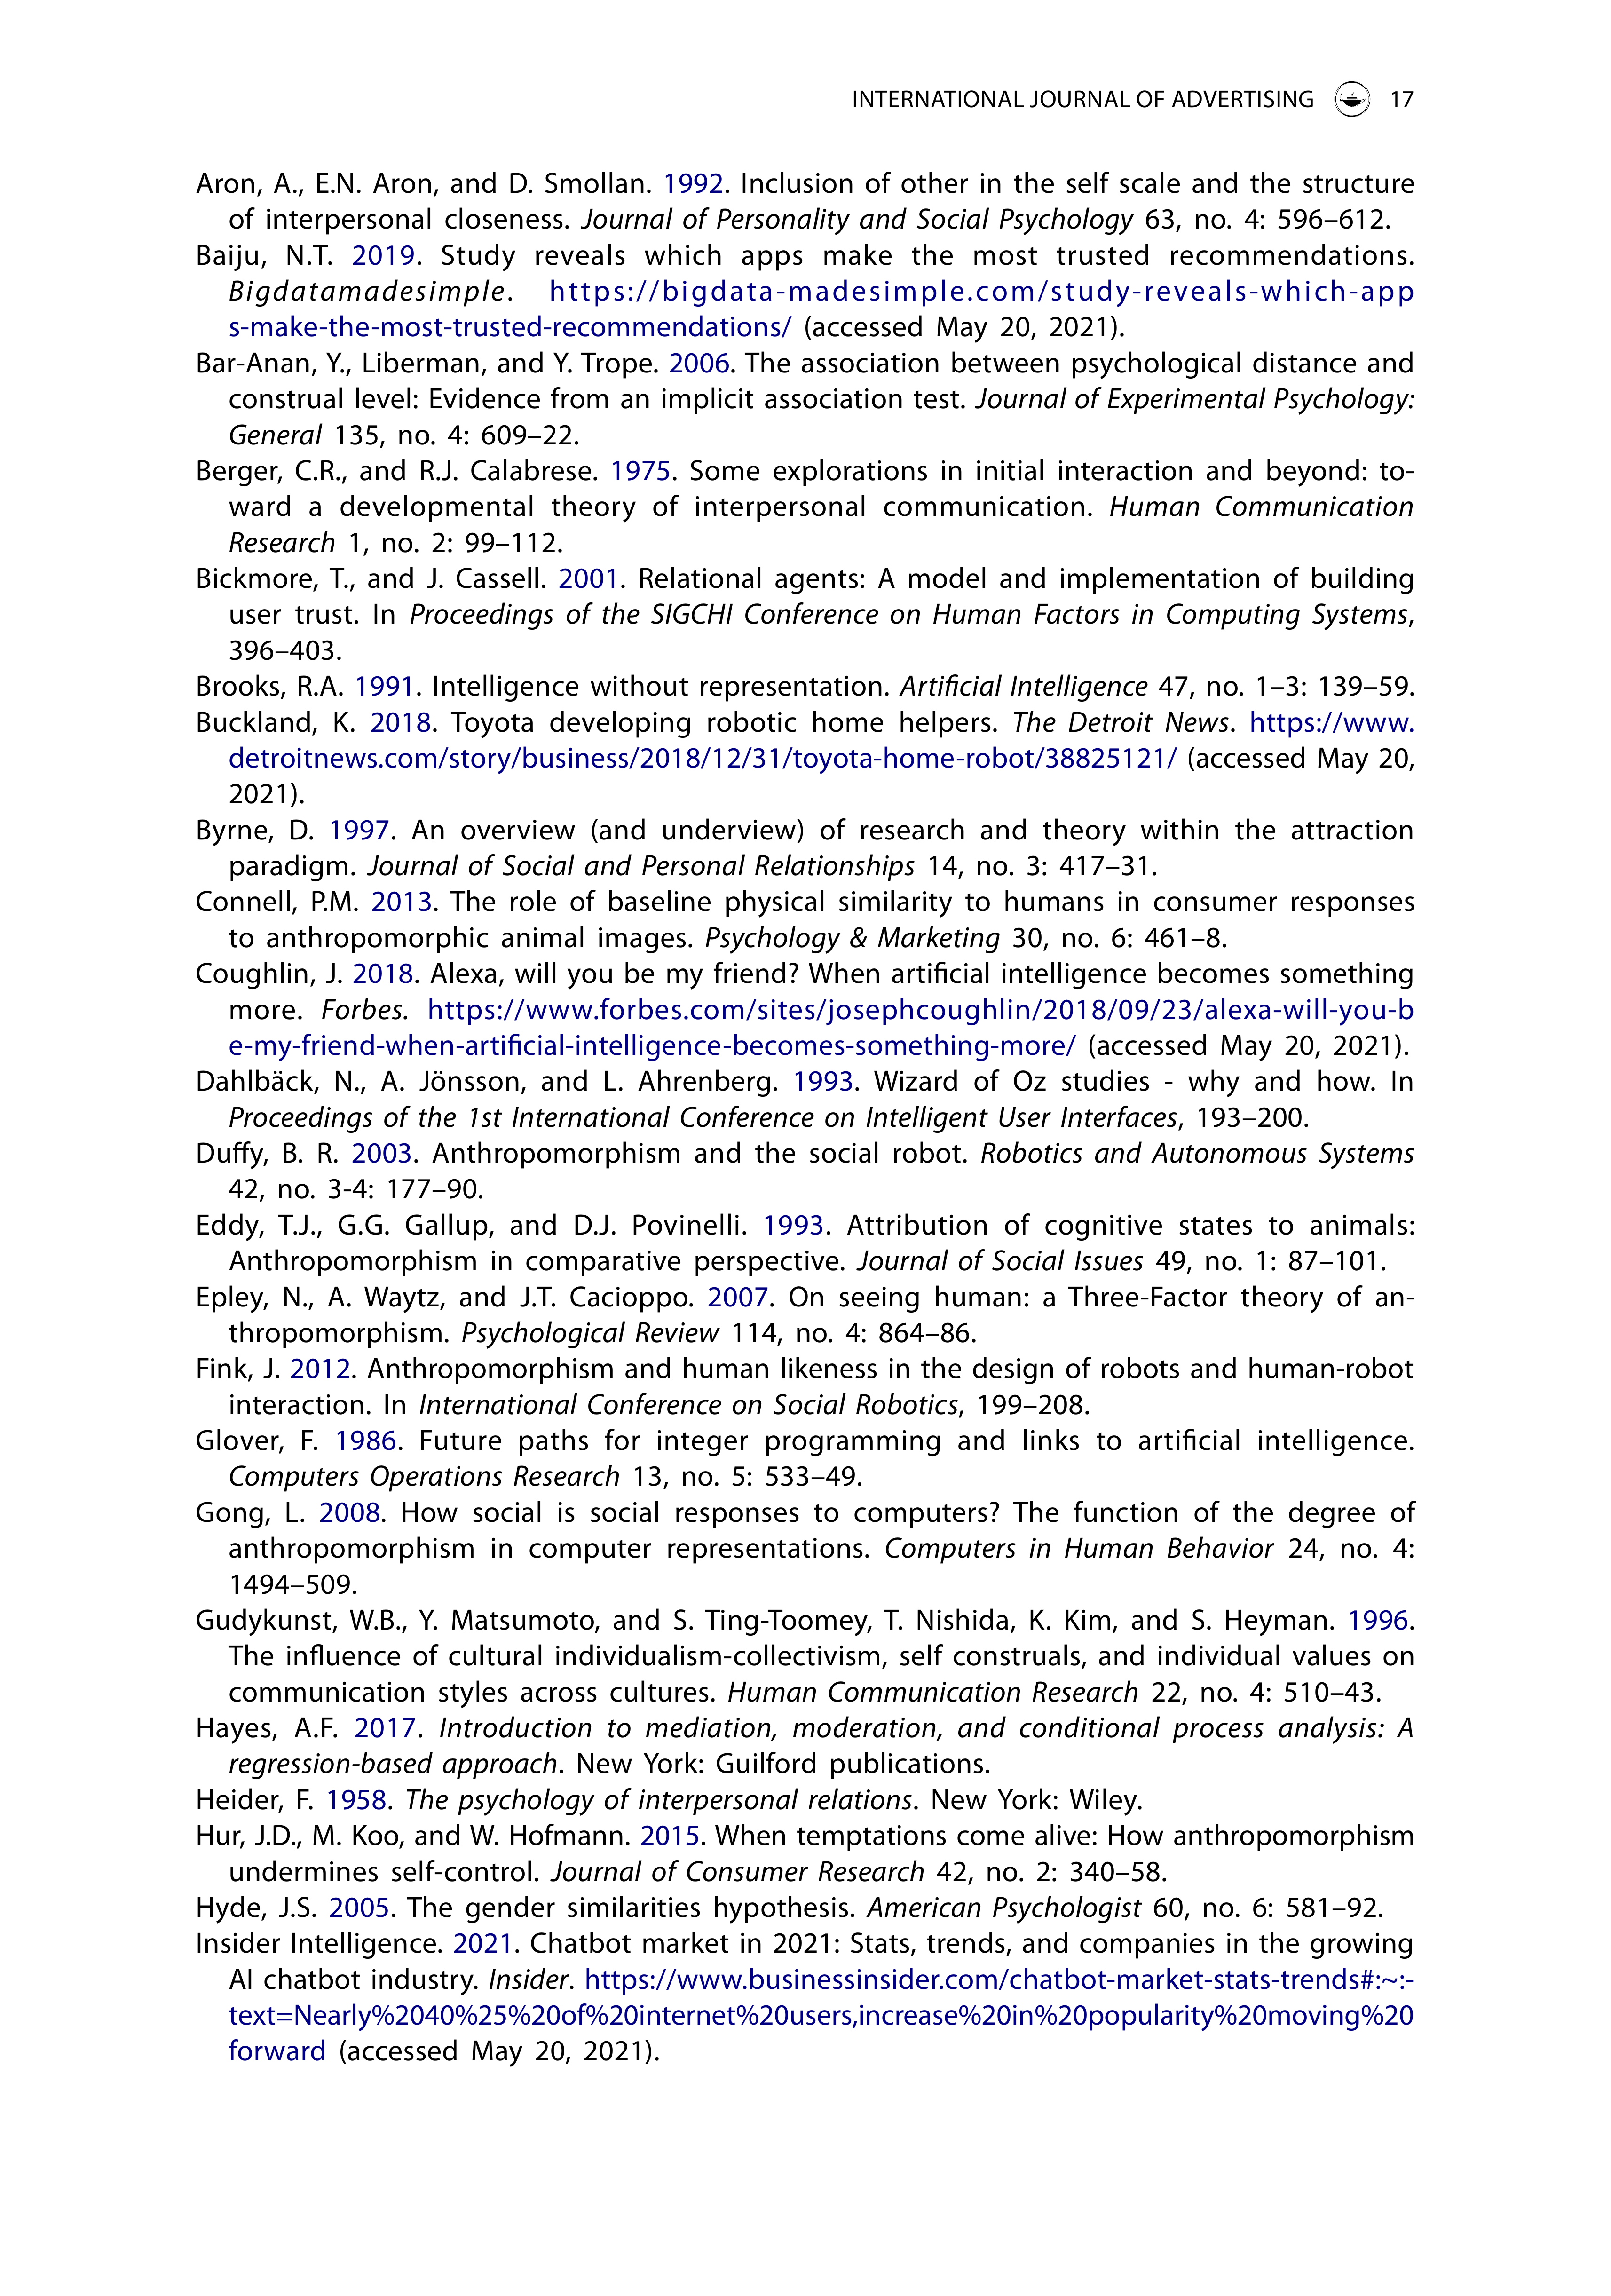 INTERNATIONAL JOURNAL OF ADVERTISING 17
Aron, A., E.N. Aron, and D. Smollan. 1992. Inclusion of other in the self scale and the structure
of interpersonal closeness. Journal of Personality and Social Psychology 63, no. 4: 596–612.
Baiju, N.T. 2019. Study reveals which apps make the most trusted recommendations.
Bigdatamadesimple. https://bigdata-madesimple.com/study-reveals-which-app
s-make-the-most-trusted-recommendations/ (accessed May 20, 2021).
Bar-Anan, Y., Liberman, and Y. Trope. 2006. The association between psychological distance and
construal level: Evidence from an implicit association test. Journal of Experimental Psychology:
General 135, no. 4: 609–22.
Berger, C.R., and R.J. Calabrese. 1975. Some explorations in initial interaction and beyond: to-
ward a developmental theory of interpersonal communication. Human Communication
Research 1, no. 2: 99–112.
Bickmore, T., and J. Cassell. 2001. Relational agents: A model and implementation of building
user trust. In Proceedings of the SIGCHI Conference on Human Factors in Computing Systems,
396–403.
Brooks, R.A. 1991. Intelligence without representation. Artificial Intelligence 47, no. 1–3: 139–59.
Buckland, K. 2018. Toyota developing robotic home helpers. The Detroit News. https://www.
detroitnews.com/story/business/2018/12/31/toyota-home-robot/38825121/ (accessed May 20,
2021).
Byrne, D. 1997. An overview (and underview) of research and theory within the attraction
paradigm. Journal of Social and Personal Relationships 14, no. 3: 417–31.
Connell, P.M. 2013. The role of baseline physical similarity to humans in consumer responses
to anthropomorphic animal images. Psychology & Marketing 30, no. 6: 461–8.
Coughlin, J. 2018. Alexa, will you be my friend? When artificial intelligence becomes something
more. Forbes. https://www.forbes.com/sites/josephcoughlin/2018/09/23/alexa-will-you-b
e-my-friend-when-artificial-intelligence-becomes-something-more/ (accessed May 20, 2021).
Dahlbäck, N., A. Jönsson, and L. Ahrenberg. 1993. Wizard of Oz studies - why and how. In
Proceedings of the 1st International Conference on Intelligent User Interfaces, 193–200.
Duffy, B. R. 2003. Anthropomorphism and the social robot. Robotics and Autonomous Systems
42, no. 3-4: 177–90.
Eddy, T.J., G.G. Gallup, and D.J. Povinelli. 1993. Attribution of cognitive states to animals:
Anthropomorphism in comparative perspective. Journal of Social Issues 49, no. 1: 87–101.
Epley, N., A. Waytz, and J.T. Cacioppo. 2007. On seeing human: a Three-Factor theory of an-
thropomorphism. Psychological Review 114, no. 4: 864–86.
Fink, J. 2012. Anthropomorphism and human likeness in the design of robots and human-robot
interaction. In International Conference on Social Robotics, 199–208.
Glover, F. 1986. Future paths for integer programming and links to artificial intelligence.
Computers Operations Research 13, no. 5: 533–49.
Gong, L. 2008. How social is social responses to computers? The function of the degree of
anthropomorphism in computer representations. Computers in Human Behavior 24, no. 4:
1494–509.
Gudykunst, W.B., Y. Matsumoto, and S. Ting-Toomey, T. Nishida, K. Kim, and S. Heyman. 1996.
The influence of cultural individualism-collectivism, self construals, and individual values on
communication styles across cultures. Human Communication Research 22, no. 4: 510–43.
Hayes, A.F. 2017. Introduction to mediation, moderation, and conditional process analysis: A
regression-based approach. New York: Guilford publications.
Heider, F. 1958. The psychology of interpersonal relations. New York: Wiley.
Hur, J.D., M. Koo, and W. Hofmann. 2015. When temptations come alive: How anthropomorphism
undermines self-control. Journal of Consumer Research 42, no. 2: 340–58.
Hyde, J.S. 2005. The gender similarities hypothesis. American Psychologist 60, no. 6: 581–92.
Insider Intelligence. 2021. Chatbot market in 2021: Stats, trends, and companies in the growing
AI chatbot industry. Insider. https://www.businessinsider.com/chatbot-market-stats-trends#:~:-
text=Nearly%2040%25%20of%20internet%20users,increase%20in%20popularity%20moving%20
forward (accessed May 20, 2021).